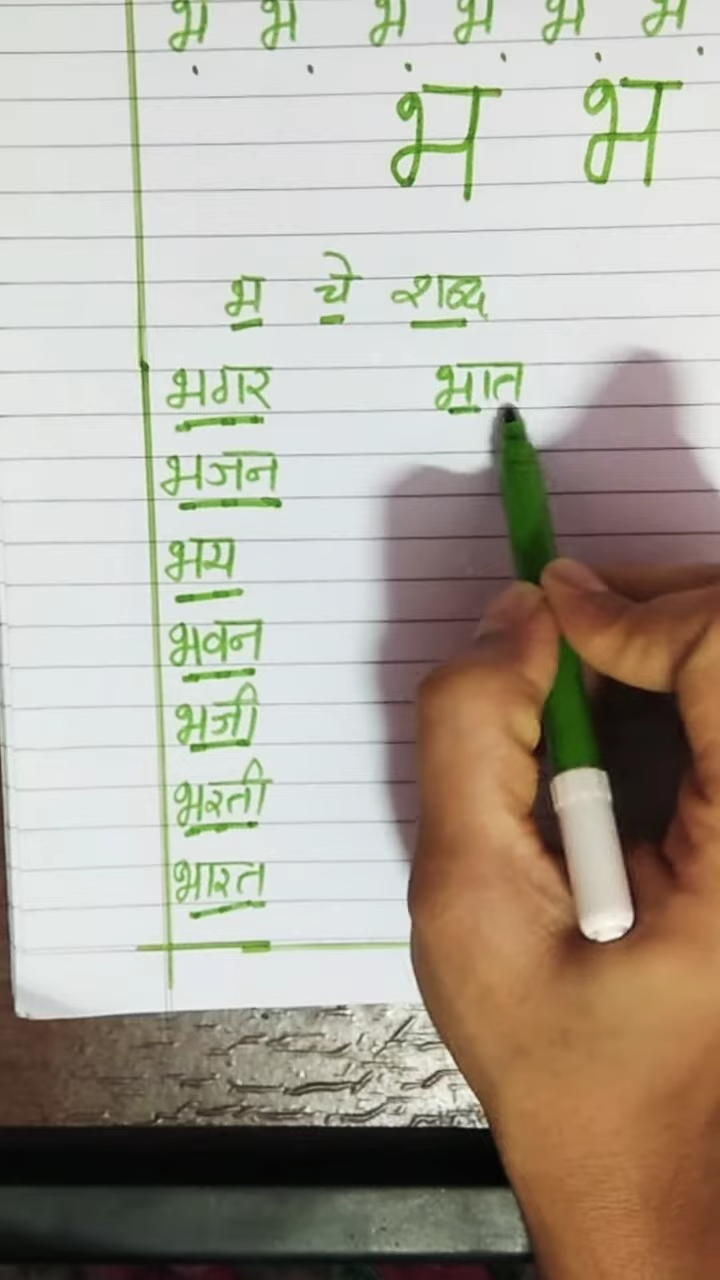 भ भ भ भ भ भ
भ भ
भ चे शब्द
भगर भात
भजन
भय
भवन
भजी
भरती
भारत